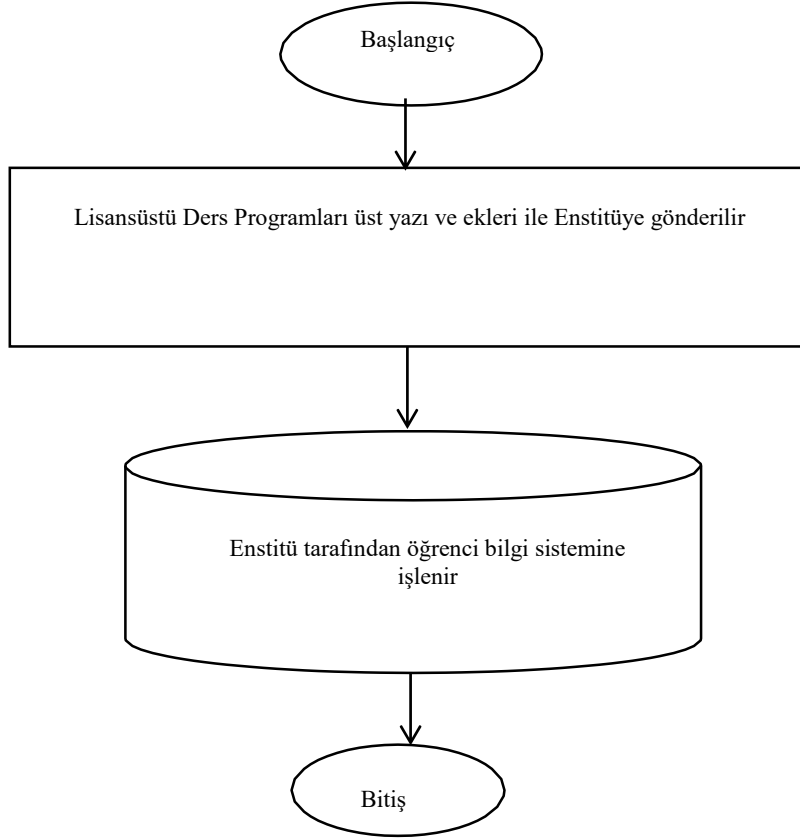 Başlangıç
Lisansüstü Ders Programları üst yazı ve ekleri ile Enstitüye gönderilir
Enstitü tarafından öğrenci bilgi sistemine
işlenir
Bitiş